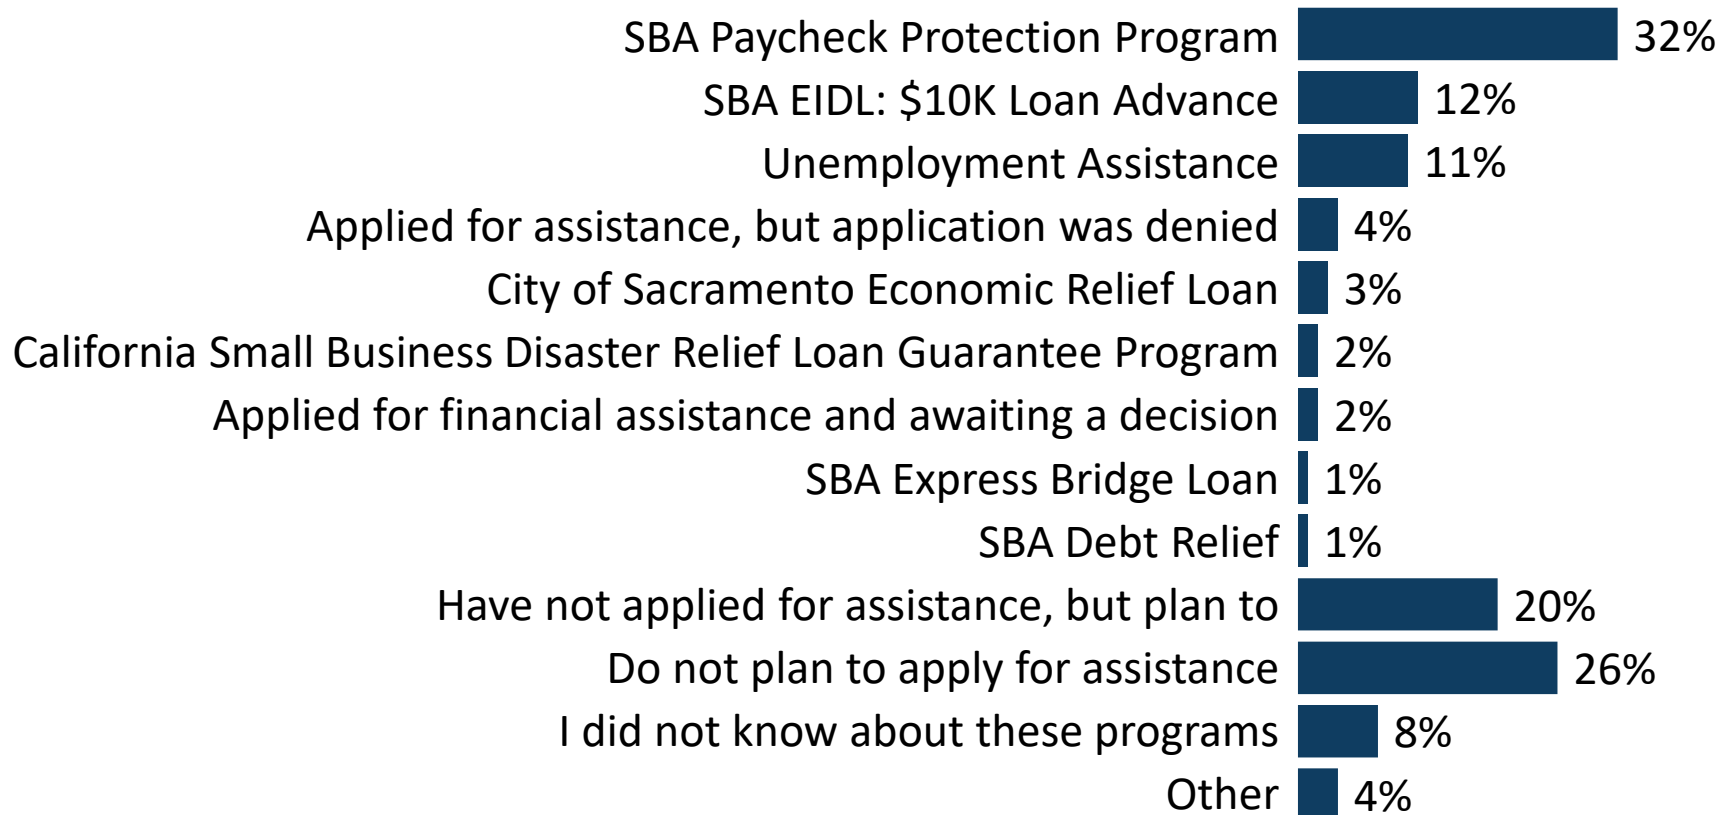 SBA Paycheck Protection Program 32%
SBA EIDL: $10K Loan Advance 12%
Unemployment Assistance 11%
Applied for assistance, but application was denied 4%
City of Sacramento Economic Relief Loan 3%
California Small Business Disaster Relief Loan Guarantee Program 2%
Applied for financial assistance and awaiting a decision 2%
SBA Express Bridge Loan 1%
SBA Debt Relief 1%
Have not applied for assistance, but plan to 20%
Do not plan to apply for assistance 26%
I did not know about these programs 8%
Other 4%